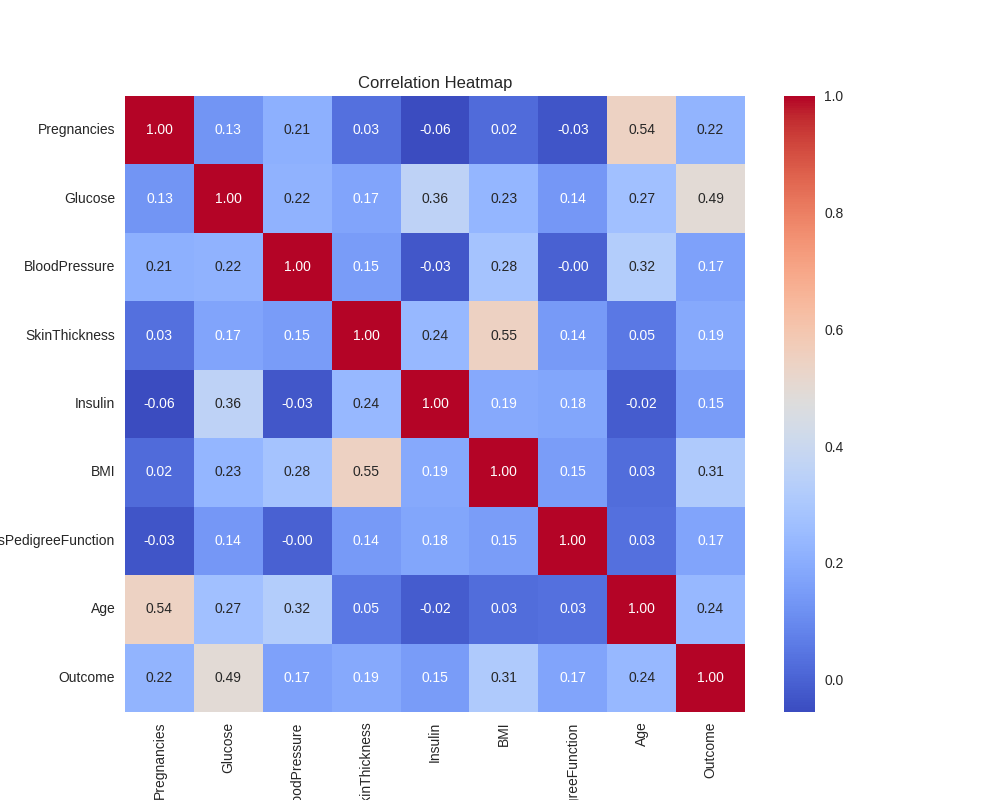 Correlation Heatmap
Pregnancies 1.00 0.13 0.21 0.03 -0.06 0.02 -0.03 0.54 0.22
Glucose 0.13 1.00 0.22 0.17 0.36 0.23 0.14 0.27 0.49
BloodPressure 0.21 0.22 1.00 0.15 -0.03 0.28 -0.00 0.32 0.17
SkinThickness 0.03 0.17 0.15 1.00 0.24 0.55 0.14 0.05 0.19
Insulin -0.06 0.36 -0.03 0.24 1.00 0.19 0.18 -0.02 0.15
BMI 0.02 0.23 0.28 0.55 0.19 1.00 0.15 0.03 0.31
sPedigreeFunction -0.03 0.14 -0.00 0.14 0.18 0.15 1.00 0.03 0.17
Age 0.54 0.27 0.32 0.05 -0.02 0.03 0.03 1.00 0.24
Outcome 0.22 0.49 0.17 0.19 0.15 0.31 0.17 0.24 1.00
Pregnancies
Glucose
oodPressure
kinThickness
Insulin
BMI
greeFunction
Age
Outcome
1.0
0.8
0.6
0.4
0.2
0.0